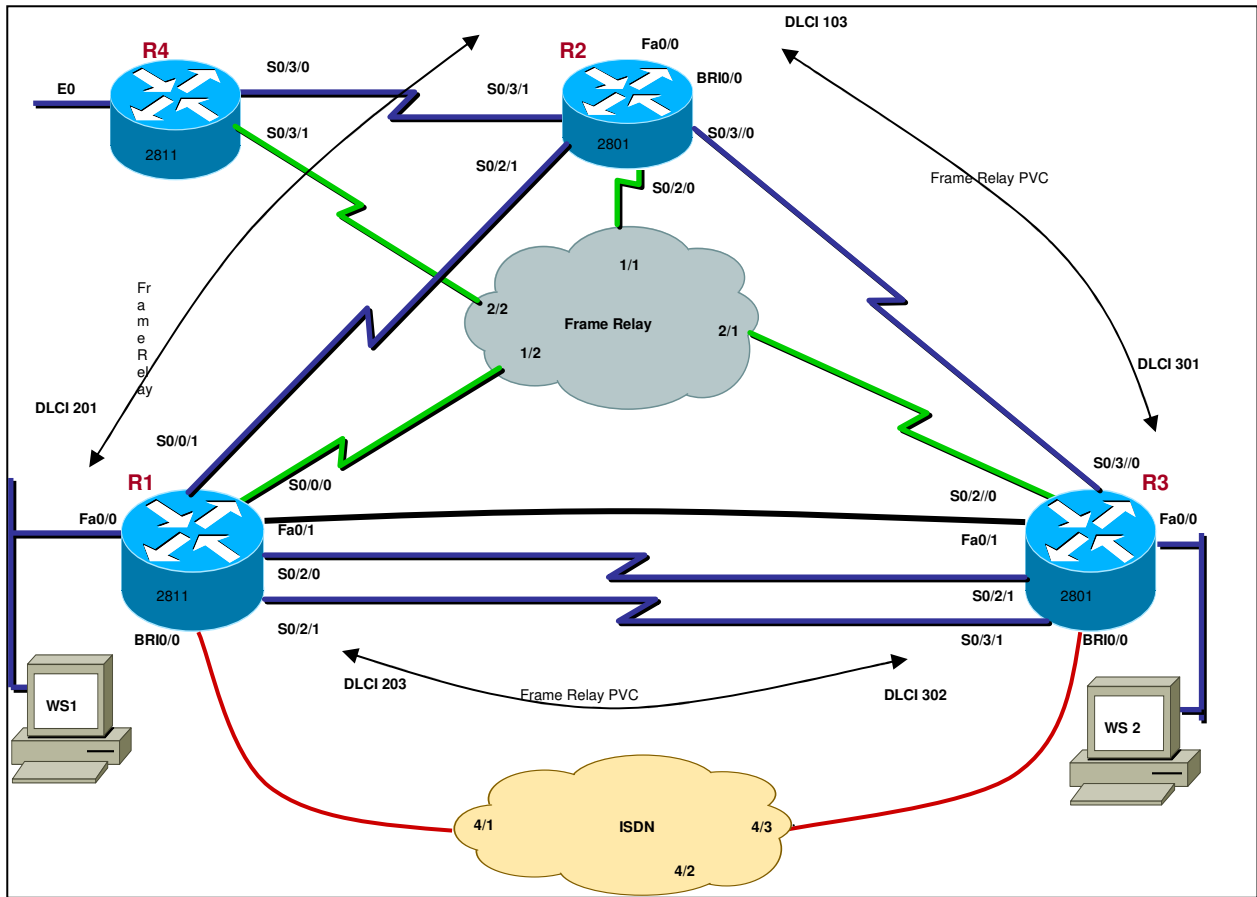 DLCI 103
R4
R2
Fa0/0
S0/3/0
BRI0/0
E0
S0/3/1
S0/3/1
S0/3//0
2811
2801
S0/2/1
Frame Relay PVC
S0/2/0
1/1
Fr
a
m
e
R
el
a
y
2/2
Frame Relay
2/1
1/2
DLCI 301
DLCI 201
S0/0/1
S0/3//0
R1
S0/0/0
S0/2//0
R3
Fa0/0
Fa0/1
Fa0/1
Fa0/0
S0/2/0
2811
S0/2/1
2801
S0/2/1
S0/3/1
BRI0/0
BRI0/0
DLCI 203
Frame Relay PVC
DLCI 302
WS1
WS 2
4/1
ISDN
4/3
4/2